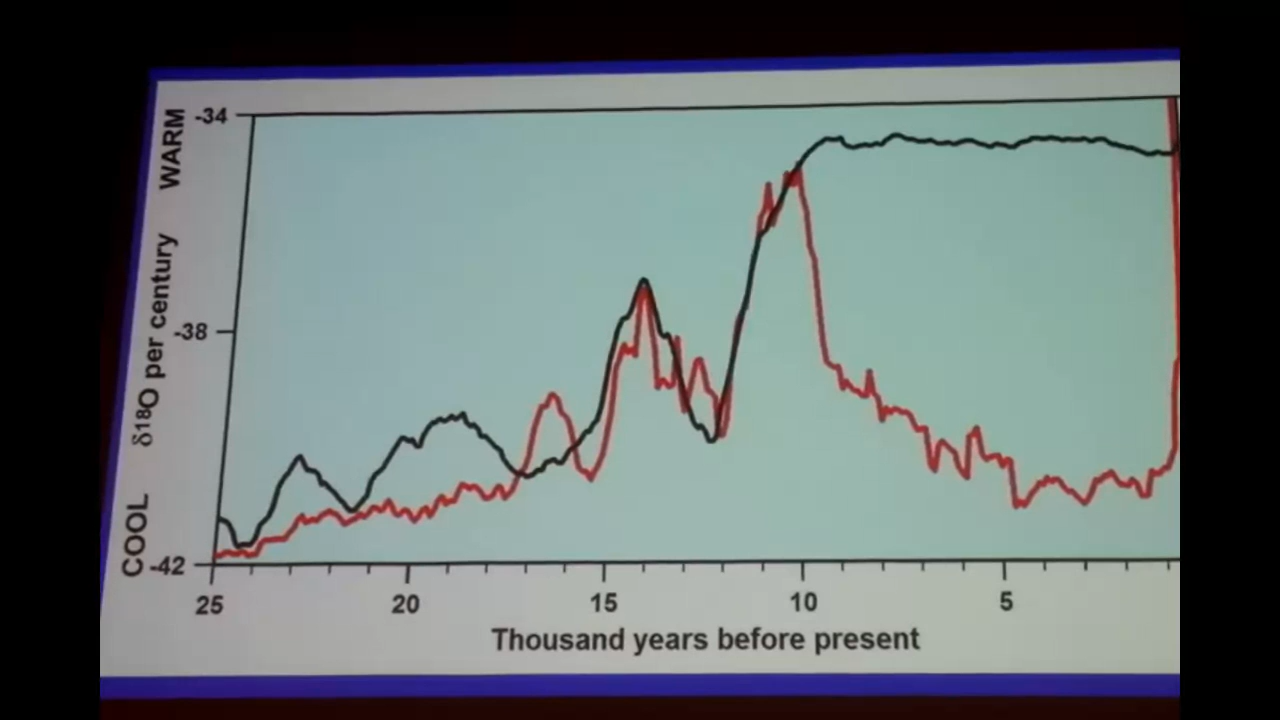 WARM
δ18O per century
COOL
-34
-38
-42
25 20 15 10 5
Thousand years before present